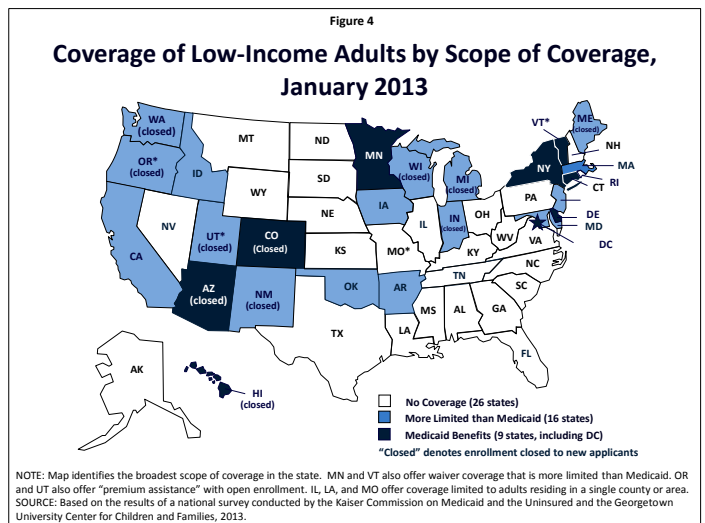 Figure 4
Coverage of Low-Income Adults by Scope of Coverage,
January 2013
WA
(closed)
OR*
(closed)
CA
ID
NV
UT*
(closed)
AZ
(closed)
MT
WY
CO
(Closed)
NM
(closed)
ND
SD
NE
KS
OK
TX
MN
IA
MO*
AR
LA
WI
(closed)
IL
MI
(closed)
IN
(closed)
OH
KY
TN
MS
AL
GA
FL
SC
NC
VA
WV
PA
NY
VT*
ME
(closed)
NH
MA
RI
CT
NJ
DE
MD
DC
AK
HI
(closed)
No Coverage (26 states)
More Limited than Medicaid (16 states)
Medicaid Benefits (9 states, including DC)
"Closed" denotes enrollment closed to new applicants
NOTE: Map identifies the broadest scope of coverage in the state. MN and VT also offer waiver coverage that is more limited than Medicaid. OR
and UT also offer "premium assistance" with open enrollment. IL, LA, and MO offer coverage limited to adults residing in a single county or area.
SOURCE: Based on the results of a national survey conducted by the Kaiser Commission on Medicaid and the Uninsured and the Georgetown
University Center for Children and Families, 2013.